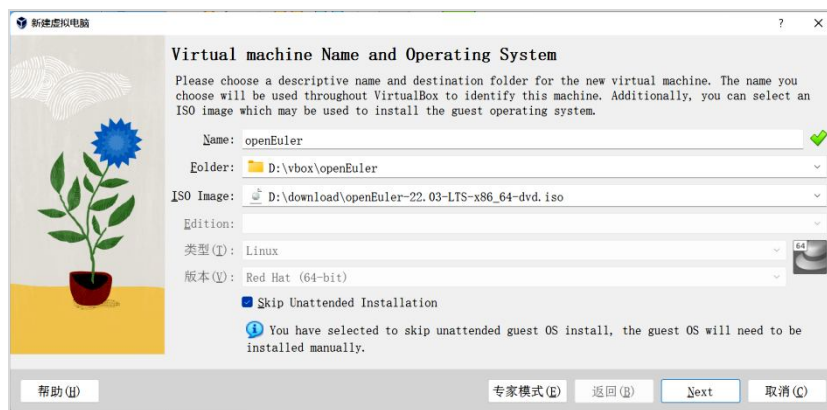 新建虚拟电脑
Virtual machine Name and Operating System
Please choose a descriptive name and destination folder for the new virtual machine. The name you
choose will be used throughout VirtualBox to identify this machine. Additionally, you can select an
ISO image which may be used to install the guest operating system.
Name: openEuler
Folder: D:\vbox\openEuler
ISO Image: D:\download\openEuler-22.03-LTS-x86_64-dvd.iso
Edition:
类型(T): Linux
64
版本(V): Red Hat (64-bit)
Skip Unattended Installation
You have selected to skip unattended guest OS install, the guest OS will need to be
installed manually.
帮助(H) 专家模式(E) 返回(B) Next 取消(C)